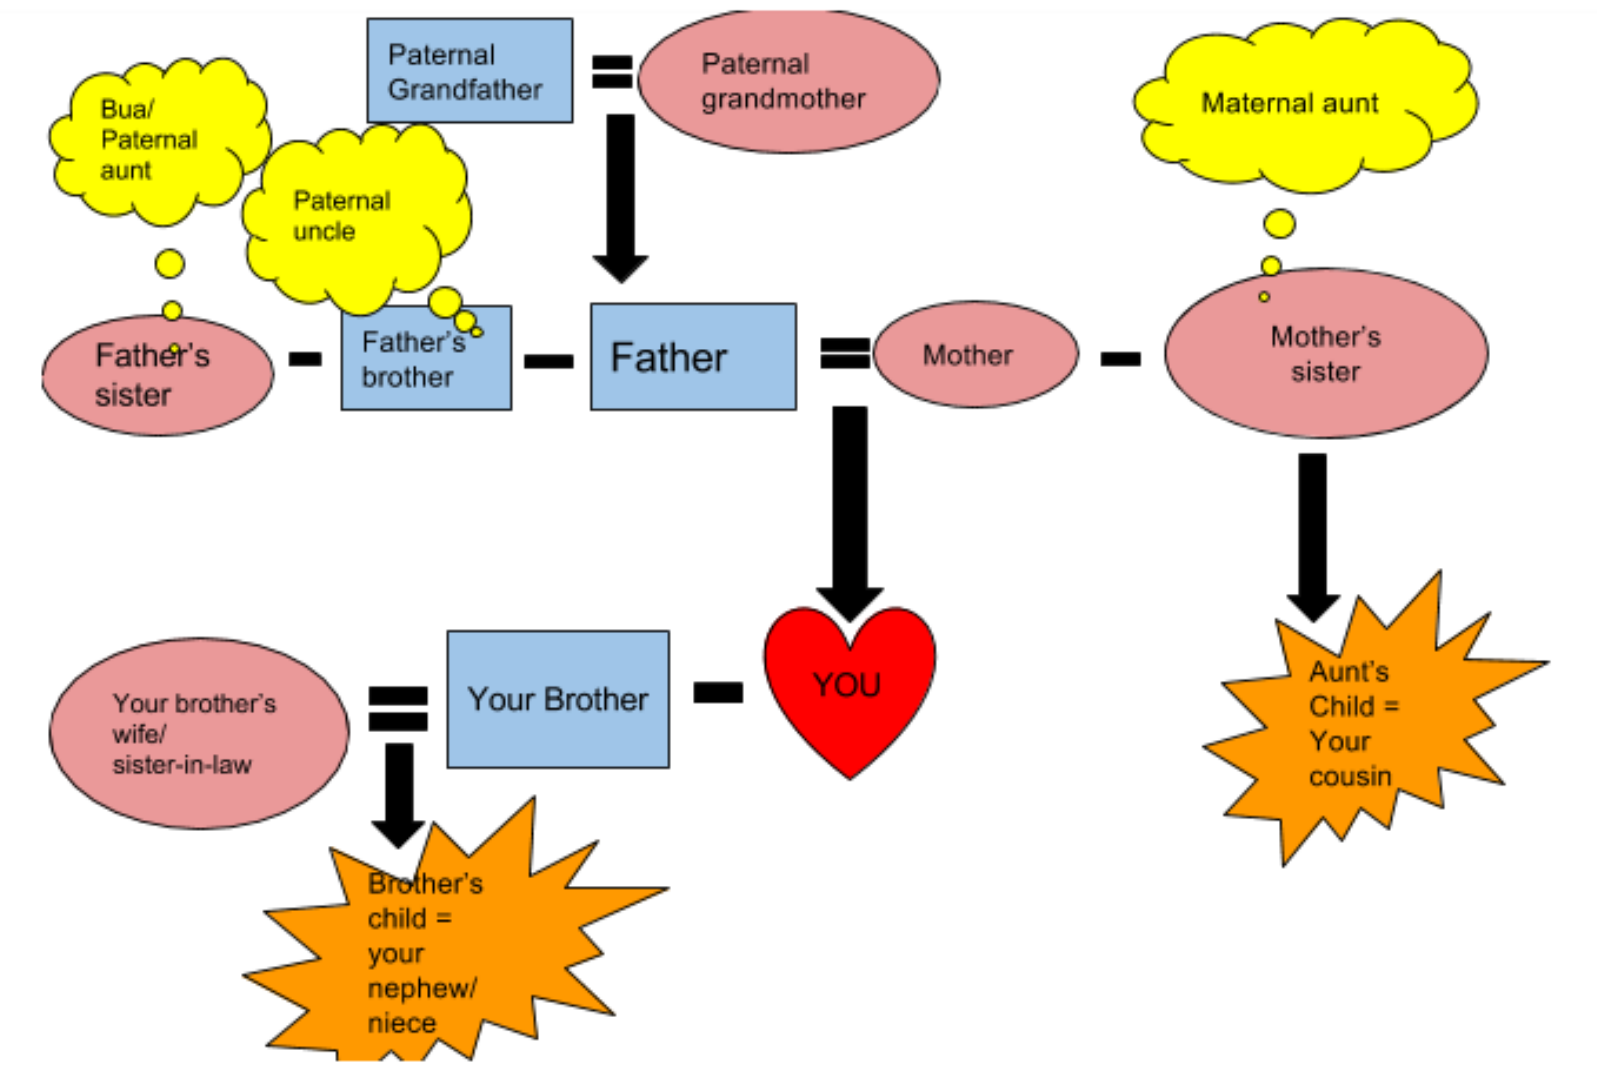 Paternal
Grandfather
Paternal
grandmother
Maternal aunt
Bua/
Paternal
aunt
Paternal
uncle
Father's
sister
Father's
brother
Father
Mother
Mother's
sister
Your brother's
wife/
sister-in-law
Your Brother
YOU
Aunt's
Child =
Your
cousin
Brother's
child =
your
nephew/
niece